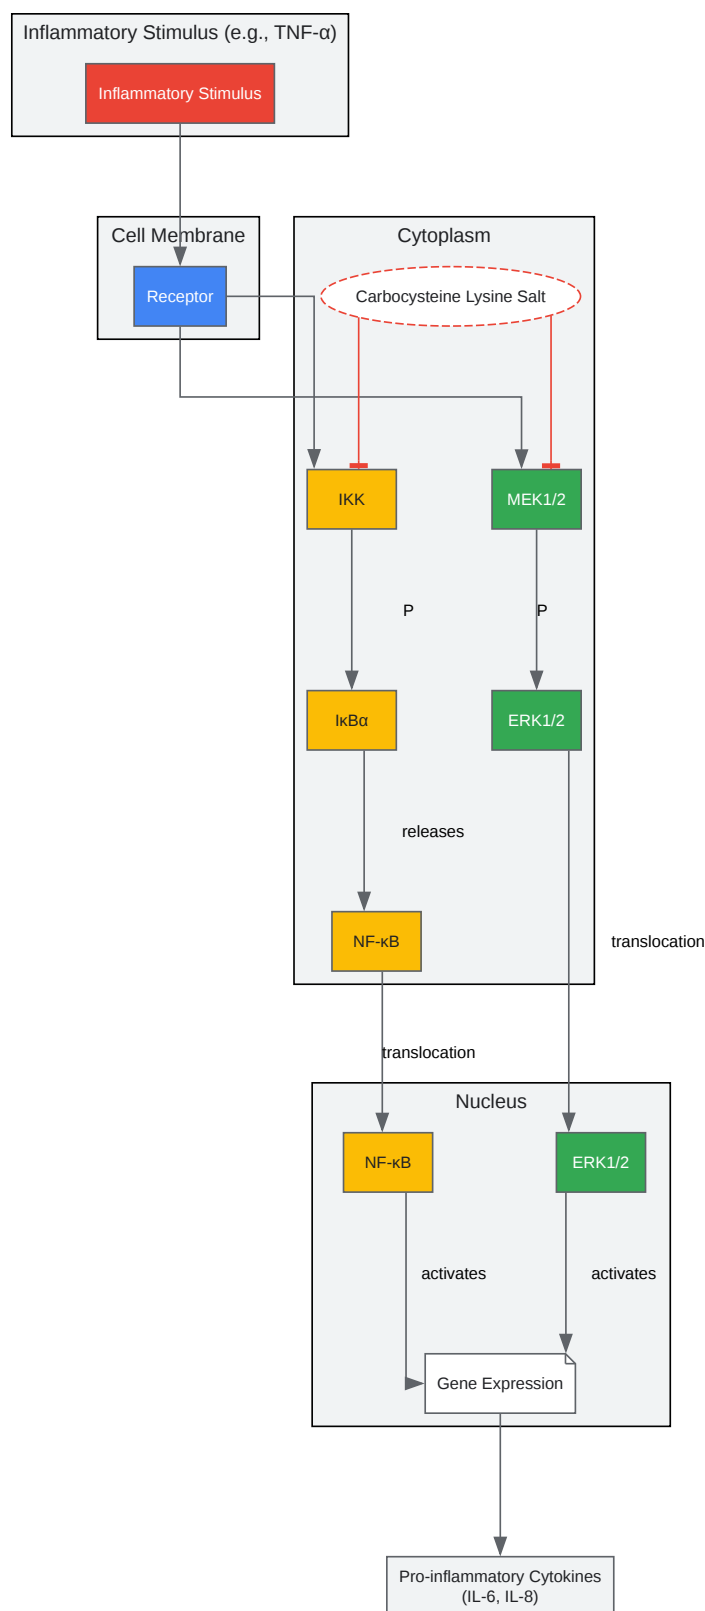 Inflammatory Stimulus (e.g., TNF-α)
Inflammatory Stimulus
Cell Membrane
Receptor
Cytoplasm
Carbocysteine Lysine Salt
IKK
MEK1/2
P
P
IκBα
ERK1/2
releases
NF-κB
translocation
translocation
Nucleus
NF-κB
ERK1/2
activates
activates
Gene Expression
Pro-inflammatory Cytokines
(IL-6, IL-8)